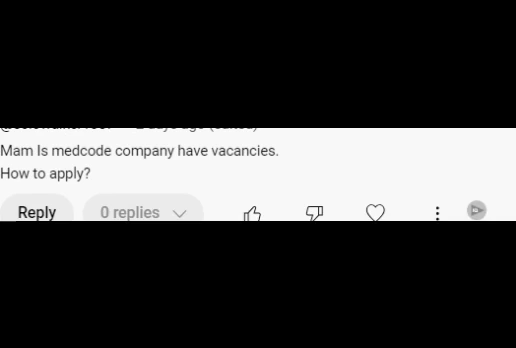 Mam Is medcode company have vacancies.
How to apply?
Reply 0 replies